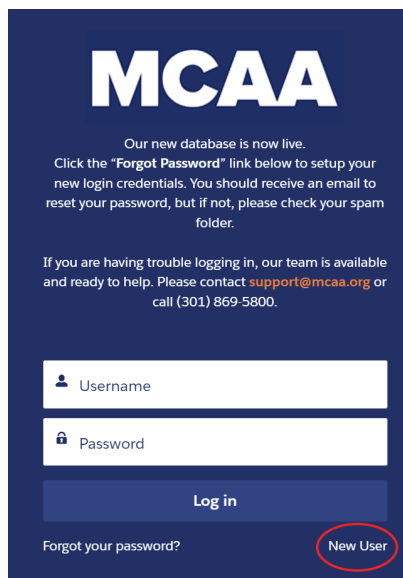 MCAA
Our new database is now live.
Click the “Forgot Password” link below to setup your
new login credentials. You should receive an email to
reset your password, but if not, please check your spam
folder.
If you are having trouble logging in, our team is available
and ready to help. Please contact support@mcaa.org or
call (301) 869-5800.
Username
Password
Log in
Forgot your password?
New User